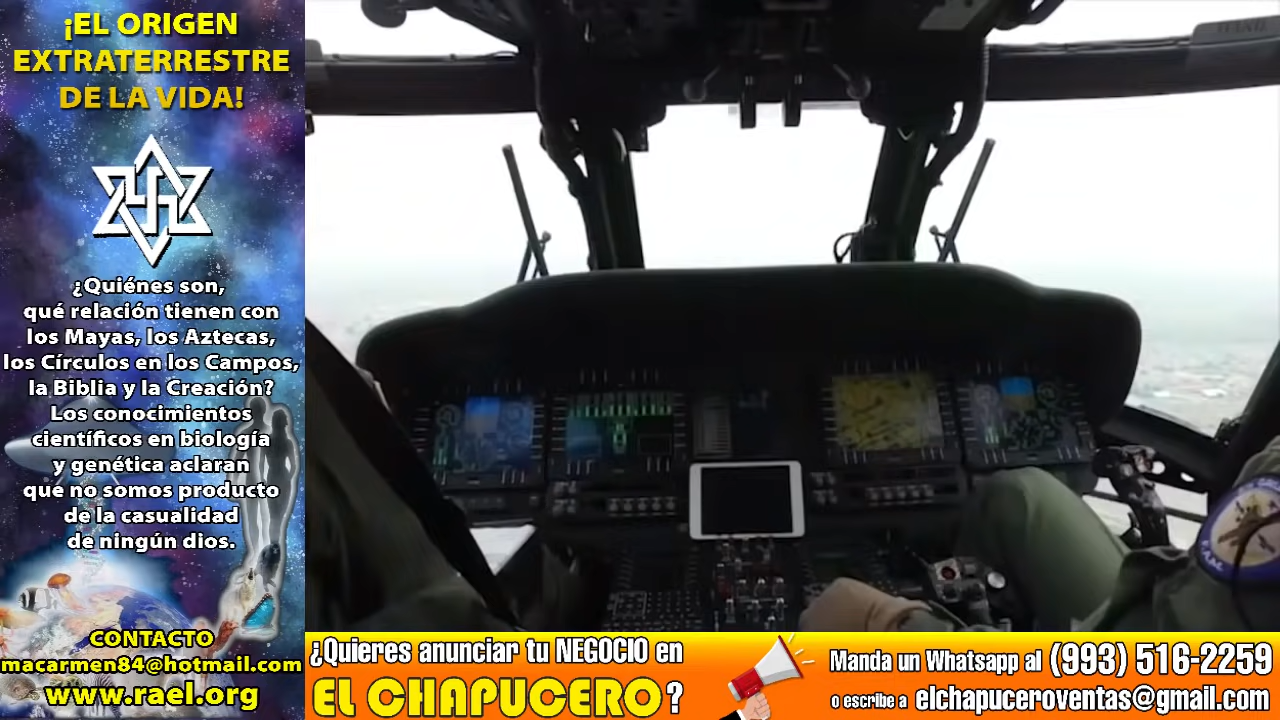 ¡EL ORIGEN
EXTRATERRESTRE
DE LA VIDA!
¿Quiénes son,
qué relación tienen con
los Mayas, los Aztecas,
los Círculos en los Campos,
la Biblia y la Creación?
Los conocimientos
científicos en biología
y genética aclaran
que no somos producto
de la casualidad
de ningún dios.
CONTACTO
macarmen84@hotmail.com
www.rael.org
¿Quieres anunciar tu NEGOCIO en
EL CHAPUCERO?
Manda un Whatsapp al (993) 516-2259
o escribe a elchapuceroventas@gmail.com